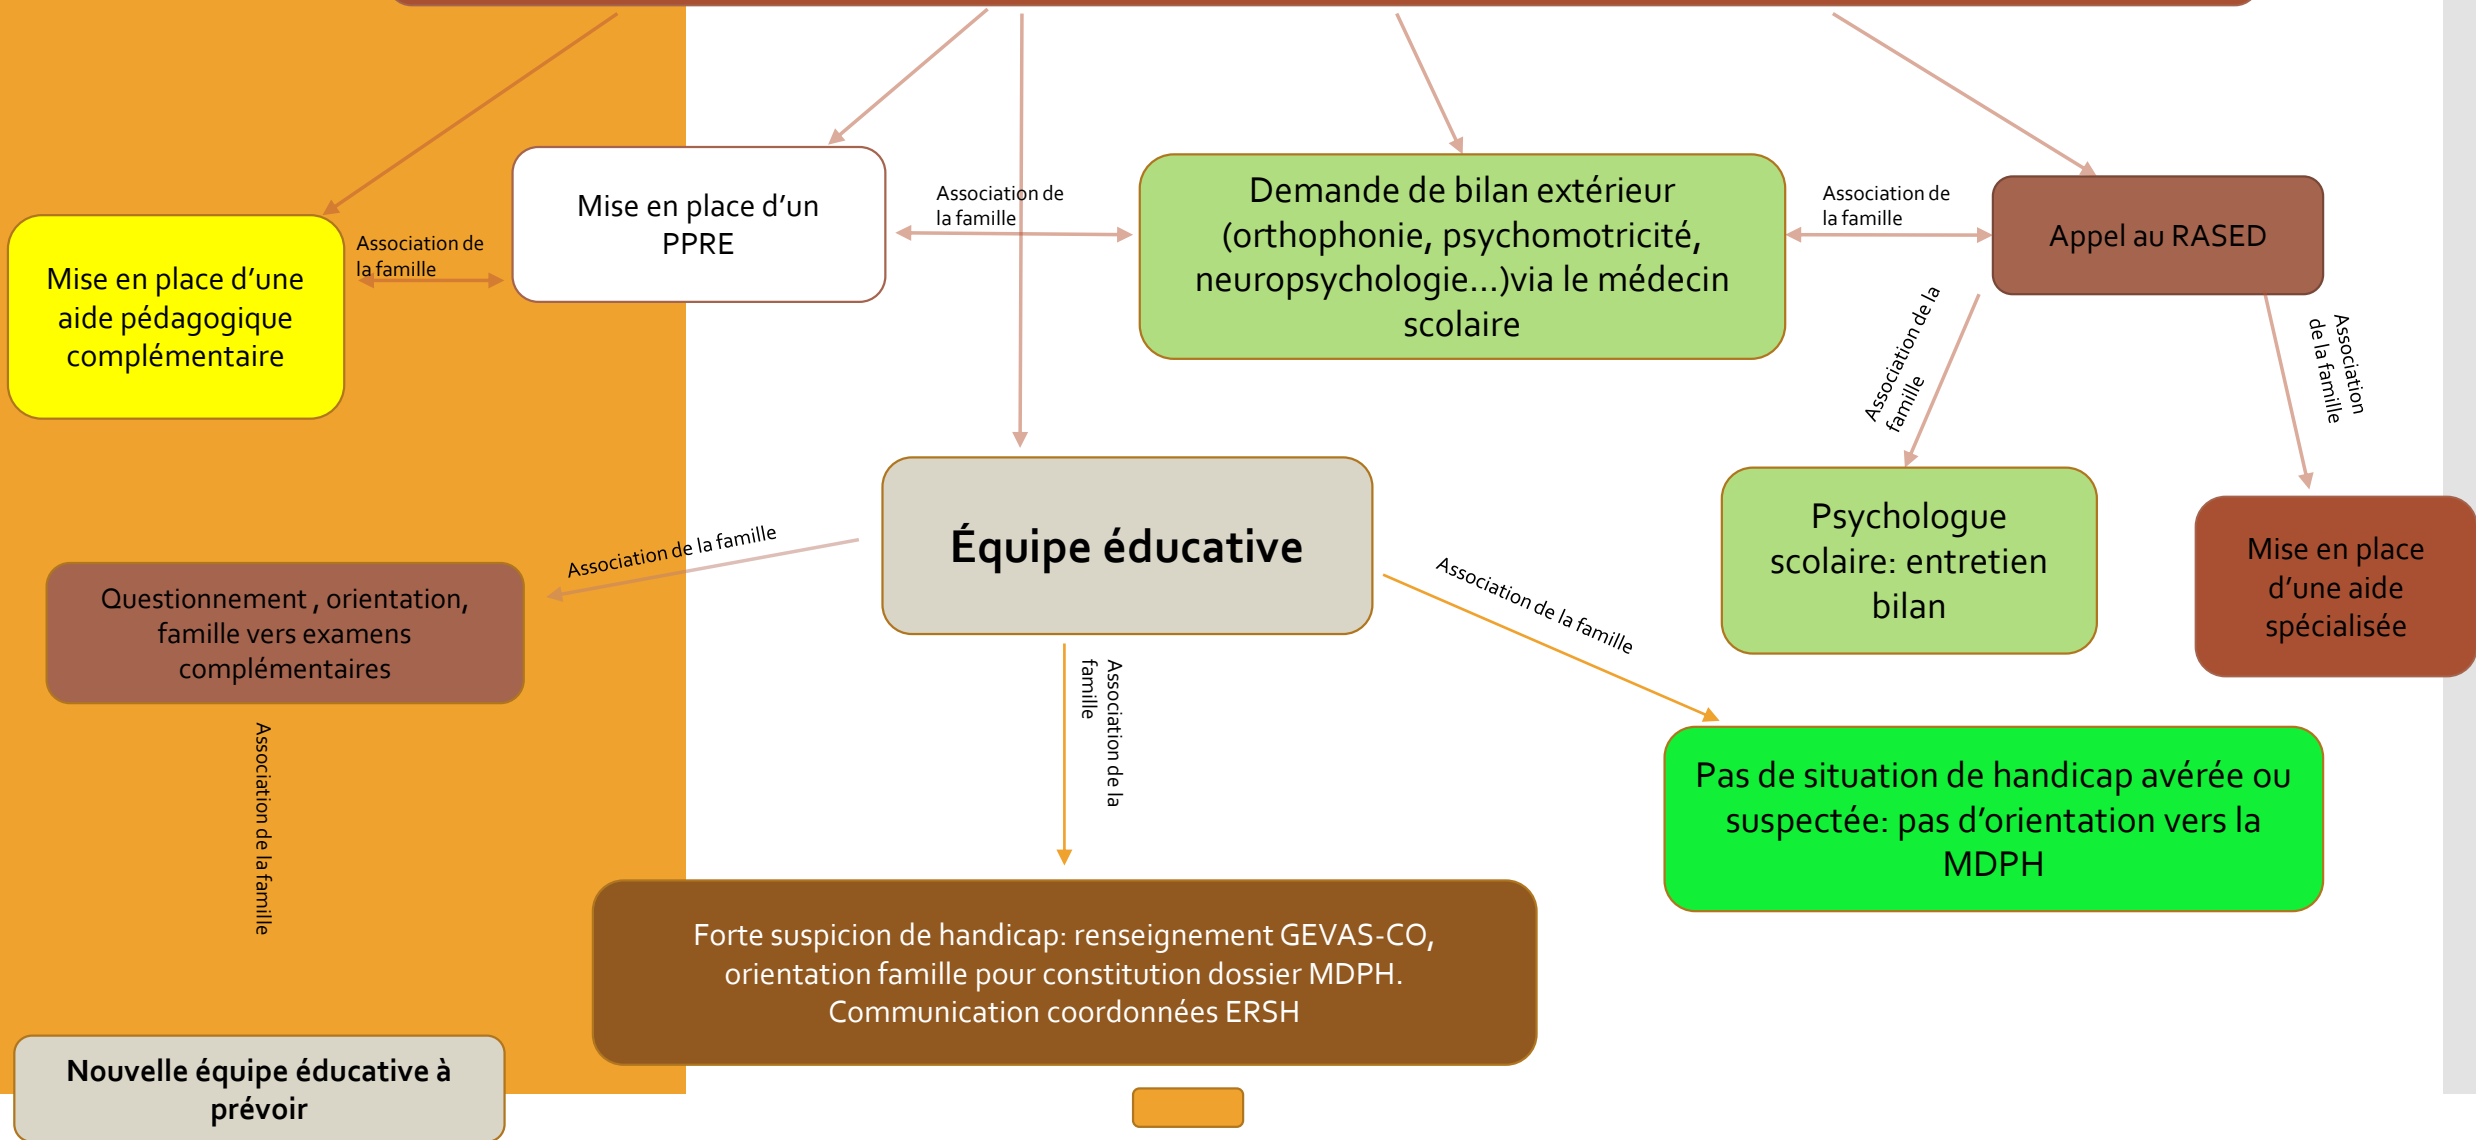 Mise en place d’une
aide pédagogique
complémentaire
Association de
la famille
Mise en place d’un
PPRE
Association de
la famille
Demande de bilan extérieur
(orthophonie, psychomotricité,
neuropsychologie…)via le médecin
scolaire
Association de
la famille
Appel au RASED
Association de la
famille
Association
de la famille
Équipe éducative
Psychologue
scolaire: entretien
bilan
Mise en place
d’une aide
spécialisée
Association de la famille
Questionnement , orientation,
famille vers examens
complémentaires
Association de la
famille
Association de la famille
Pas de situation de handicap avérée ou
suspectée: pas d’orientation vers la
MDPH
Association de la famille
Forte suspicion de handicap: renseignement GEVAS-CO,
orientation famille pour constitution dossier MDPH.
Communication coordonnées ERSH
Nouvelle équipe éducative à
prévoir